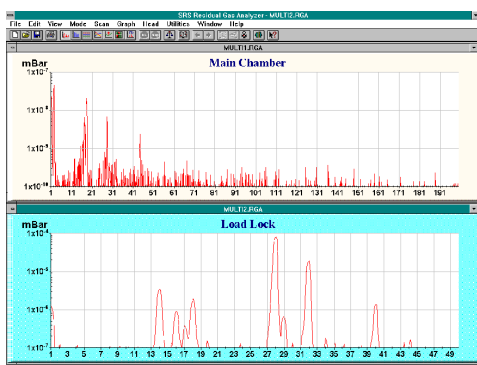 SRS Residual Gas Analyzer - MULTI2.RGA
File Edit View Mode Scan Graph Head Utilities Window Help
MULTI1.RGA
mBar
Main Chamber
1x10-7
1x10-8
1x10-9
1x10-10
1 11 21 31 41 51 61 71 81 91 101 111 121 131 141 151 161 171 181 191
MULTI2.RGA
mBar
Load Lock
1x10-4
1x10-5
1x10-6
1x10-7
1 3 5 7 9 11 13 15 17 19 21 23 25 27 29 31 33 35 37 39 41 43 45 47 49